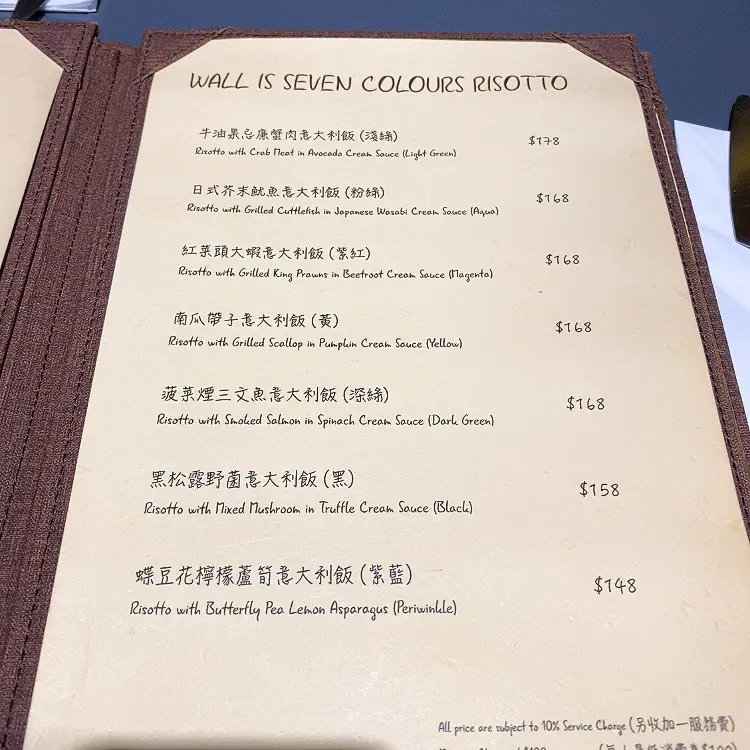 WALL IS SEVEN COLOURS RISOTTO
牛油果忌廉蟹肉意大利飯 (淺綠)
$178
Risotto with Crab Meat in Avocado Cream Sauce (Light Green)
日式芥末魷魚意大利飯 (粉綠)
$168
Risotto with Grilled Cuttlefish in Japanese Wasabi Cream Sauce (Aqua)
紅菜頭大蝦意大利飯 (紫紅)
$168
Risotto with Grilled King Prawns in Beetroot Cream Sauce (Magenta)
南瓜帶子意大利飯 (黃)
$168
Risotto with Grilled Scallop in Pumpkin Cream Sauce (Yellow)
菠菜煙三文魚意大利飯 (深綠)
$168
Risotto with Smoked Salmon in Spinach Cream Sauce (Dark Green)
黑松露野菌意大利飯 (黑)
$158
Risotto with Mixed Mushroom in Truffle Cream Sauce (Black)
蝶豆花檸檬蘆筍意大利飯 (紫藍)
$148
Risotto with Butterfly Pea Lemon Asparagus (Periwinkle)
All price are subject to 10% Service Charge (另收加一服務費)